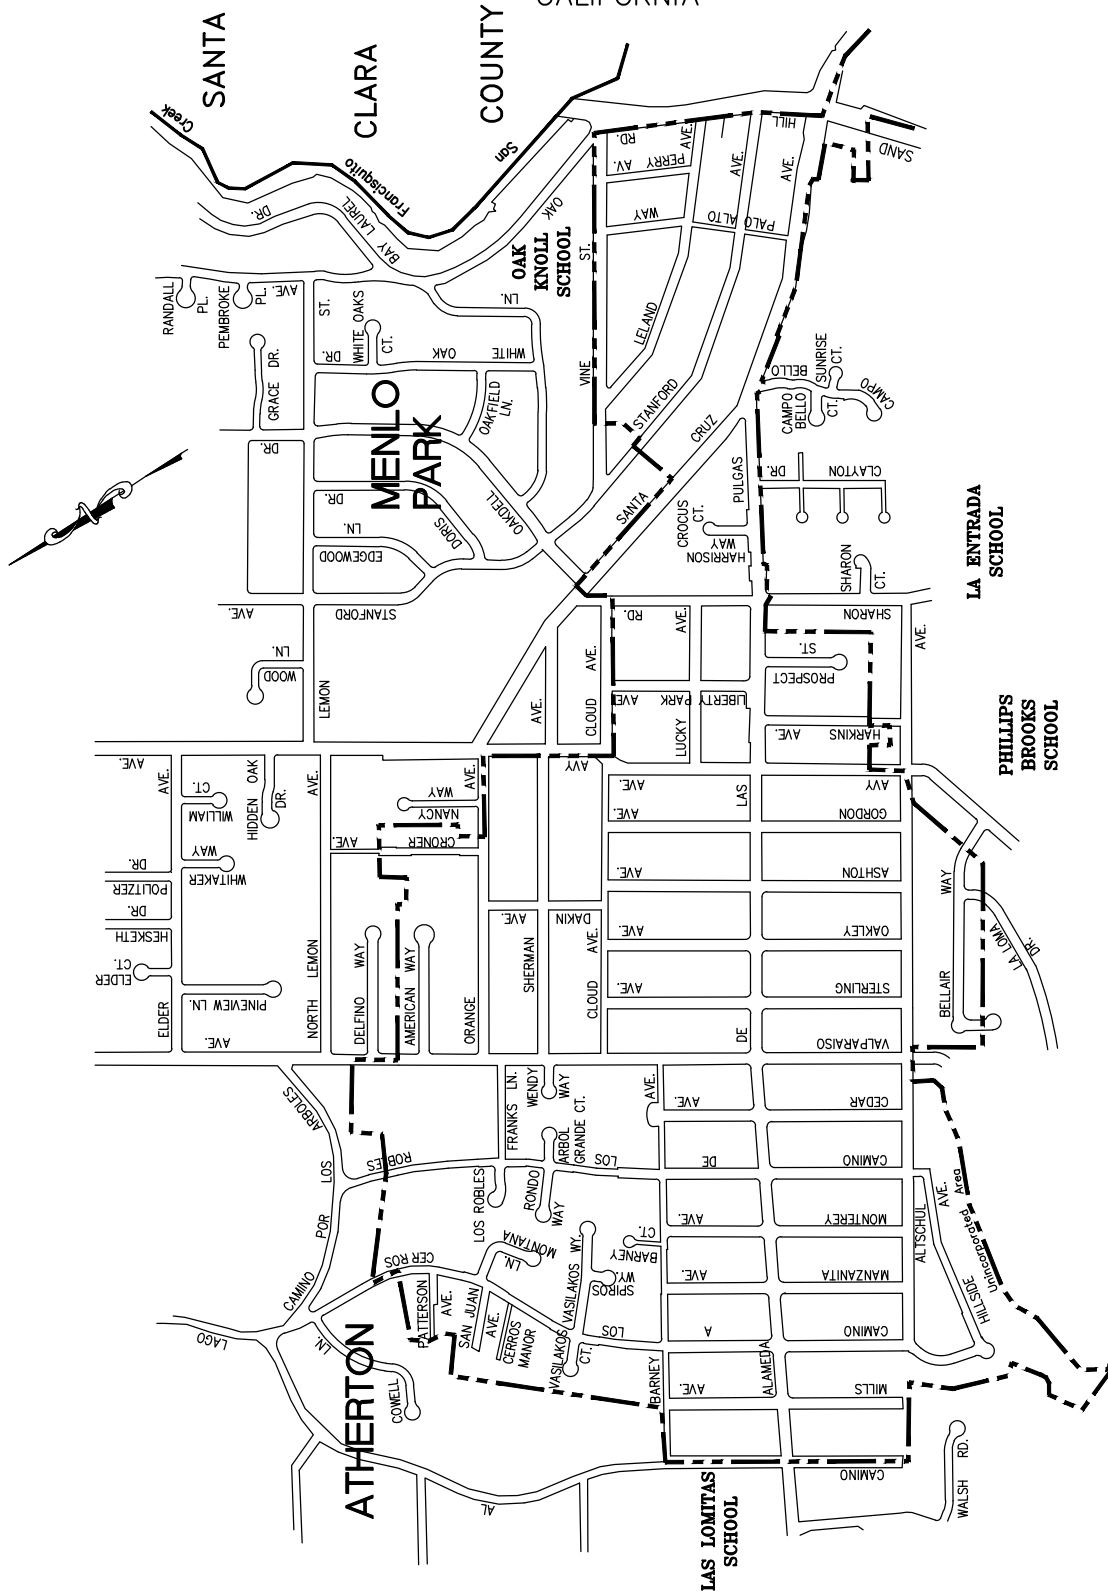 CALIFORNIA
SANTA
CLARA
COUNTY
Creek
Francisquito
San
SAND
HILL
RD.
PERRY
AV.
AVE.
AVE.
AVE.
WAY
PALO ALTO
DR.
BAY LAUREL
OAK
OAK
KNOLL
SCHOOL
ST.
RANDALL
PL.
PEMBROKE
PL.
AVE.
ST.
WHITE OAKS
CT.
LN.
LELAND
GRACE DR.
DR.
OAK
WHITE
VINE
STANFORD
CAMPO
BELLO
CT.
BELLO
SUNRISE
CT.
CAMPO
MENLO
PARK
OAKFIELD
LN.
DR.
CRUZ
SANTA
PULGAS
DR.
CLAYTON
DR.
LN.
EDGEWOOD
DORIS
OAKDELL
CROCUS
CT.
WAY
HARRISON
SHARON
CT.
LA ENTRADA
SCHOOL
AVE.
STANFORD
RD.
AVE.
SHARON
AVE.
LN.
WOOD
LEMON
AVE.
ST.
PROSPECT
AVE.
CLOUD
AVE.
LIBERTY PARK
LUCKY
AVE.
HARKINS
PHILLIPS
BROOKS
SCHOOL
AVE.
AVE.
CT.
WILLIAM
HIDDEN OAK
DR.
AVE.
AVE.
WAY
NANCY
AVY
AVE.
AVE.
LAS
AVY
GORDON
DR.
POLITZER
WAY
WHITAKER
AVE.
CRONER
AVE.
ASHTON
DR.
HESKETH
AVE.
DAKIN
AVE.
OAKLEY
WAY
LA LOMA
DR.
CT.
ELDER
PINEVIEW LN.
LEMON
NORTH
DELFINO WAY
AMERICAN WAY
ORANGE
SHERMAN
AVE.
CLOUD
AVE.
STERLING
BELLAIR
ELDER
AVE.
DE
VALPARAISO
ARBOLES
LOS
POR
CAMINO
ROBLES
FRANKS LN.
WENDY
WAY
AVE.
AVE.
CEDAR
ARBOL
GRANDE CT.
LOS
DE
CAMINO
LOS ROBLES
RONDO
WAY
AVE.
MONTEREY
ALTSCHUL
AVE.
Unincorporated Area
MONTANA
LN.
CT.
BARNEY
CERROS
VASILAKOS WY.
WY.
SPIROS
AVE.
MANZANITA
HILLSIDE
PATTERSON
AVE.
SAN JUAN
AVE.
CERROS
MANOR
VASILAKOS
CT.
LOS
A
CAMINO
LAGO
LN.
COWELL
ATHERTON
BARNEY
AVE.
ALAMEDA
MILLS
AL
CAMINO
WALSH RD.
LAS LOMITAS
SCHOOL